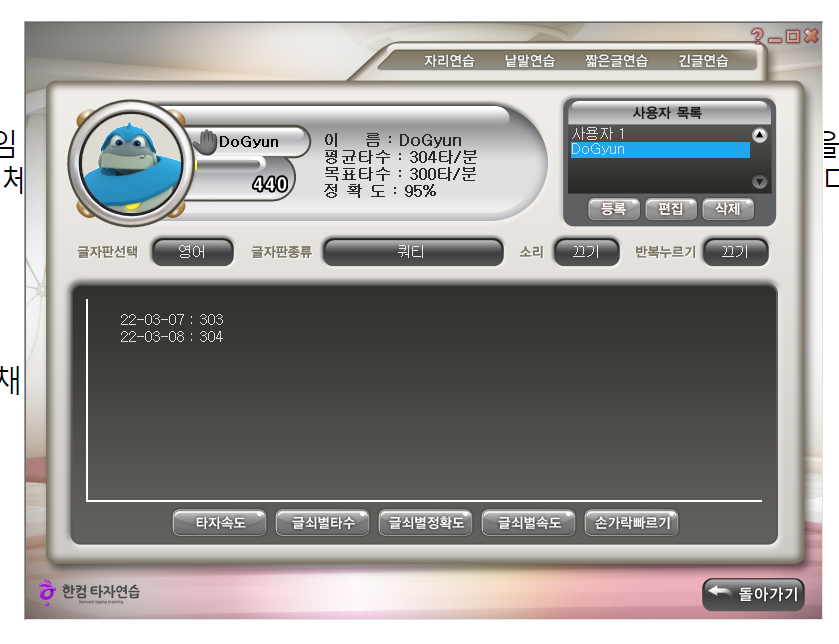 자리연습 낱말연습 짧은글연습 긴글연습
DoGyun
440
이 름 : DoGyun
평균타수 : 304타/분
목표타수 : 300타/분
정 확 도 : 95%
사용자 목록
사용자 1
DoGyun
등록 편집 삭제
글자판선택 영어 글자판종류 쿼티 소리 끄기 반복누르기 끄기
22-03-07 : 303
22-03-08 : 304
타자속도 글쇠별타수 글쇠별정확도 글쇠별속도 손가락빠르기
한컴 타자연습
돌아가기
임
체
채
을